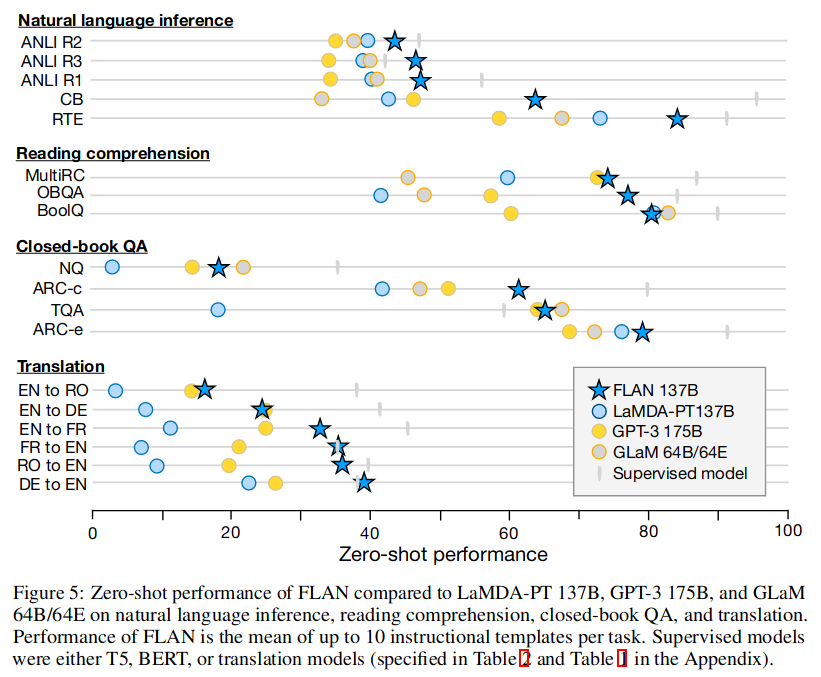 Natural language inference
ANLI R2
ANLI R3
ANLI R1
CB
RTE
Reading comprehension
MultiRC
OBQA
BoolQ
Closed-book QA
NQ
ARC-c
TQA
ARC-e
Translation
EN to RO
EN to DE
EN to FR
FR to EN
RO to EN
DE to EN
FLAN 137B
LaMDA-PT137B
GPT-3 175B
GLaM 64B/64E
Supervised model
0 20 40 60 80 100
Zero-shot performance
Figure 5: Zero-shot performance of FLAN compared to LaMDA-PT 137B, GPT-3 175B, and GLaM
64B/64E on natural language inference, reading comprehension, closed-book QA, and translation.
Performance of FLAN is the mean of up to 10 instructional templates per task. Supervised models
were either T5, BERT, or translation models (specified in Table 2 and Table 1 in the Appendix).